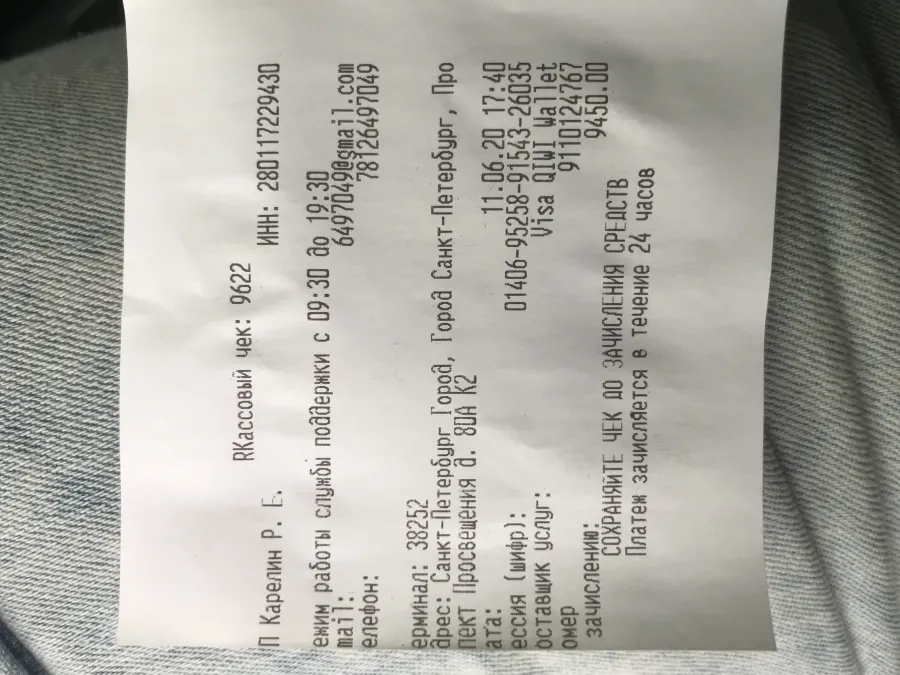 RКассовый чек: 9622
П Карелин Р. Е. ИНН: 280117229430
ежим работы службы поддержки с 09:30 до 19:30
mail: 6497049@gmail.com
елефон: 78126497049
ерминал: 38252
дрес: Санкт-Петербург Город, Город Санкт-Петербург, Про
пект Просвещения д. 80А К2
ата: 11.06.20 17:40
ессия (шифр): 01406-95258-91543-26035
оставщик услуг: Visa QIWI Wallet
омер 9110124767
зачислению: 9450.00
СОХРАНЯЙТЕ ЧЕК ДО ЗАЧИСЛЕНИЯ СРЕДСТВ
Платеж зачисляется в течение 24 часов